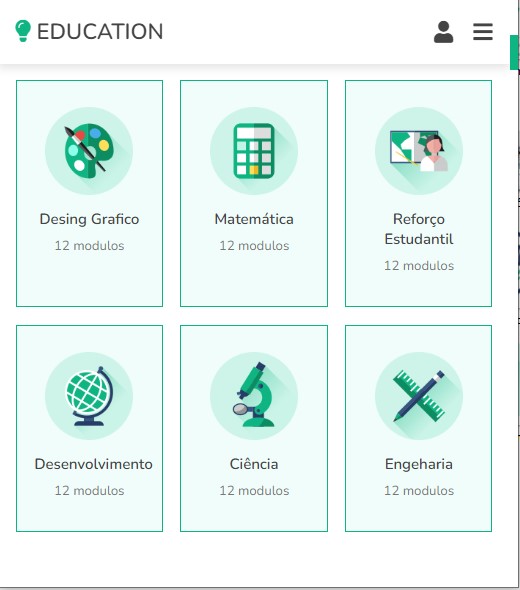 EDUCATION
Desing Grafico
12 modulos
Matemática
12 modulos
Reforço
Estudantil
12 modulos
Desenvolvimento
12 modulos
Ciência
12 modulos
Engeharia
12 modulos